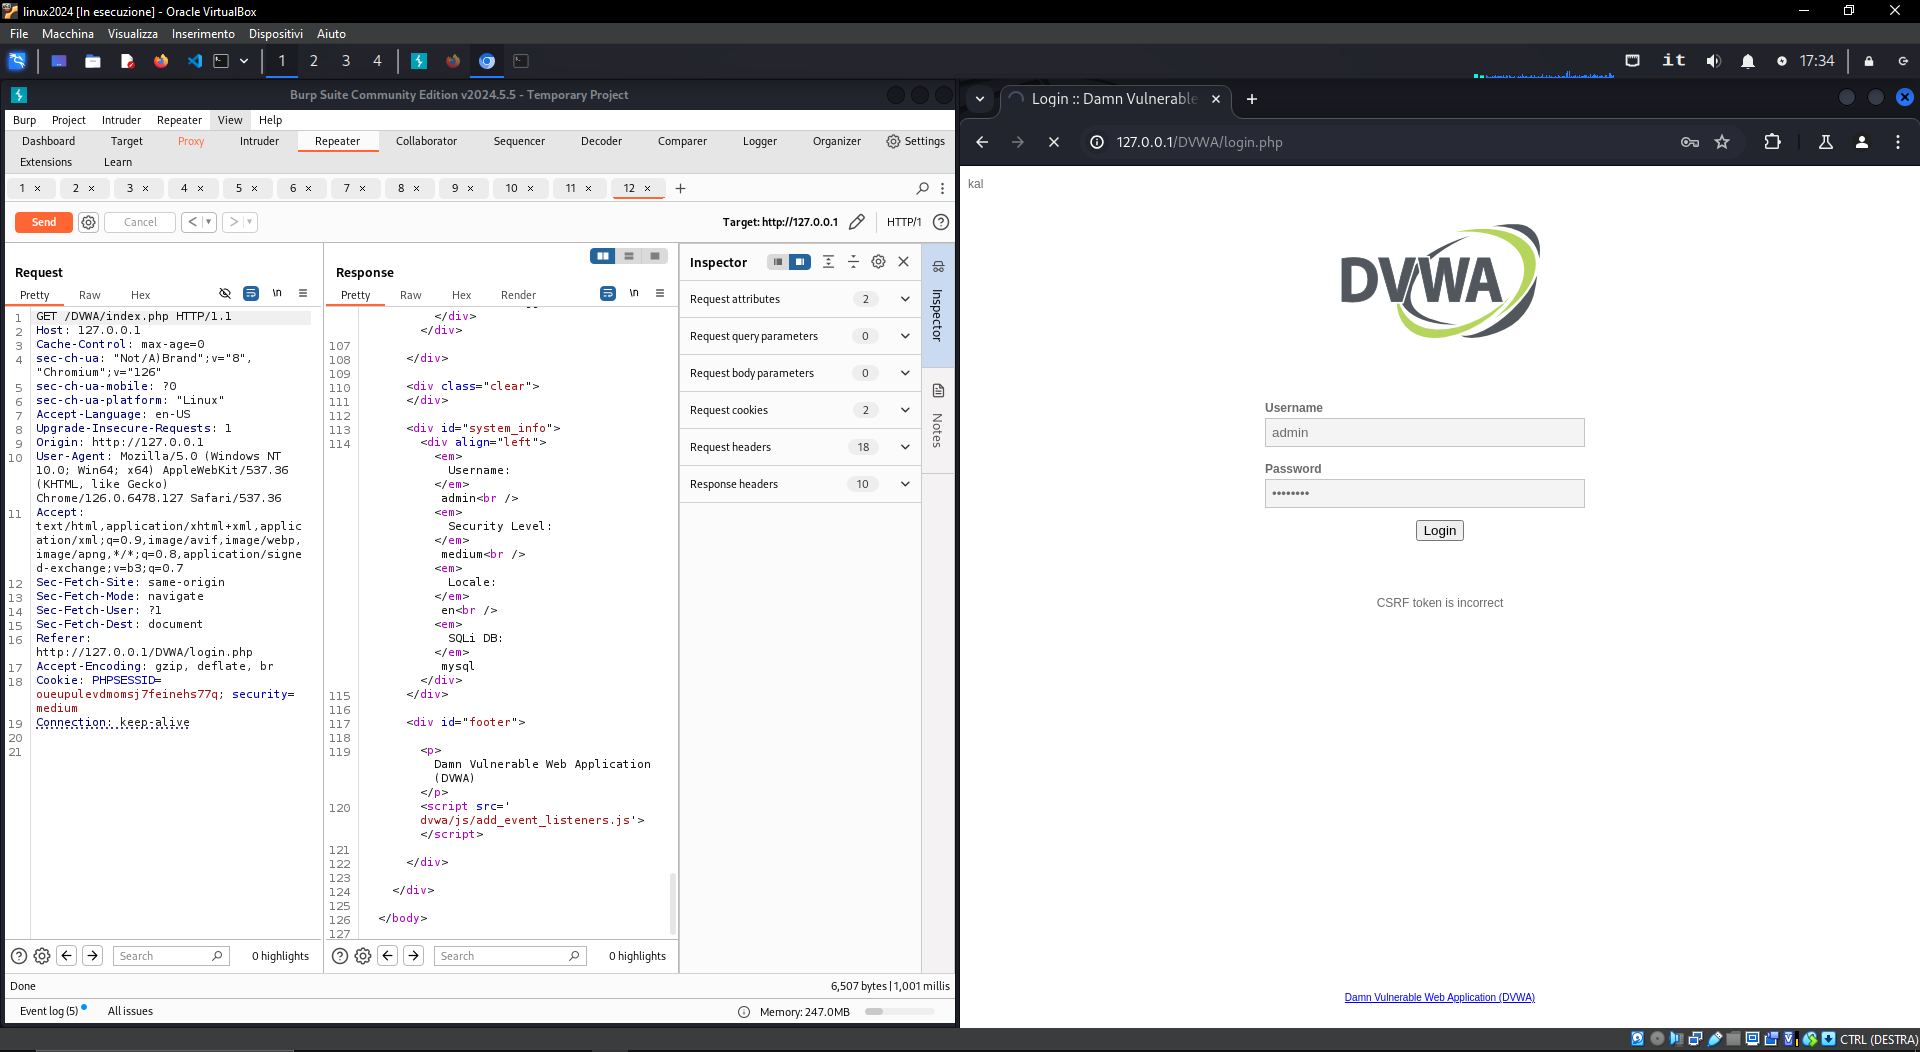 linux2024 [In esecuzione] - Oracle VirtualBox
File Macchina Visualizza Inserimento Dispositivi Aiuto
1 2 3 4
it 17:34
Burp Suite Community Edition v2024.5.5 - Temporary Project
Burp Project Intruder Repeater View Help
Dashboard Target Proxy Intruder Repeater Collaborator Sequencer Decoder Comparer Logger Organizer Settings
Extensions Learn
1 × 2 × 3 × 4 × 5 × 6 × 7 × 8 × 9 × 10 × 11 × 12 × +
Send Cancel < > Target: http://127.0.0.1 HTTP/1
Request
Pretty Raw Hex \n
1 GET /DVWA/index.php HTTP/1.1
2 Host: 127.0.0.1
3 Cache-Control: max-age=0
4 sec-ch-ua: "Not/A)Brand";v="8",
"Chromium";v="126"
5 sec-ch-ua-mobile: ?0
6 sec-ch-ua-platform: "Linux"
7 Accept-Language: en-US
8 Upgrade-Insecure-Requests: 1
9 Origin: http://127.0.0.1
10 User-Agent: Mozilla/5.0 (Windows NT
10.0; Win64; x64) AppleWebKit/537.36
(KHTML, like Gecko)
Chrome/126.0.6478.127 Safari/537.36
11 Accept:
text/html,application/xhtml+xml,applic
ation/xml;q=0.9,image/avif,image/webp,
image/apng,*/*;q=0.8,application/signe
d-exchange;v=b3;q=0.7
12 Sec-Fetch-Site: same-origin
13 Sec-Fetch-Mode: navigate
14 Sec-Fetch-User: ?1
15 Sec-Fetch-Dest: document
16 Referer:
http://127.0.0.1/DVWA/login.php
17 Accept-Encoding: gzip, deflate, br
18 Cookie: PHPSESSID=
oueupulevdmomsj7feinehs77q; security=
medium
19 Connection: keep-alive
20
21
Search 0 highlights
Response
Pretty Raw Hex Render \n
</div>
</div>
107
108 </div>
109
110 <div class="clear">
111 </div>
112
113 <div id="system_info">
114 <div align="left">
<em>
Username:
</em>
admin<br />
<em>
Security Level:
</em>
medium<br />
<em>
Locale:
</em>
en<br />
<em>
SQLi DB:
</em>
mysql
</div>
115 </div>
116
117 <div id="footer">
118
119 <p>
Damn Vulnerable Web Application
(DVWA)
</p>
120 <script src='
dvwa/js/add_event_listeners.js'>
</script>
121
122 </div>
123
124 </div>
125
126 </body>
127
Search 0 highlights
Inspector
Request attributes 2
Request query parameters 0
Request body parameters 0
Request cookies 2
Request headers 18
Response headers 10
Inspector
Notes
Done 6,507 bytes | 1,001 millis
Event log (5) All issues Memory: 247.0MB
Login :: Damn Vulnerable
127.0.0.1/DVWA/login.php
kal
DVWA
Username
admin
Password
••••••••
Login
CSRF token is incorrect
Damn Vulnerable Web Application (DVWA)
CTRL (DESTRA)